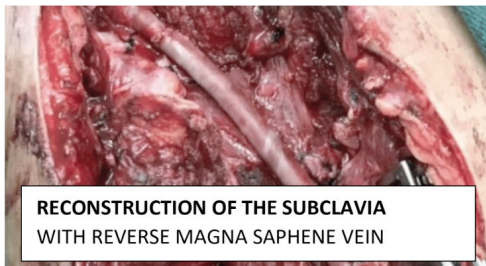 RECONSTRUCTION OF THE SUBCLAVIA
WITH REVERSE MAGNA SAPHENE VEIN